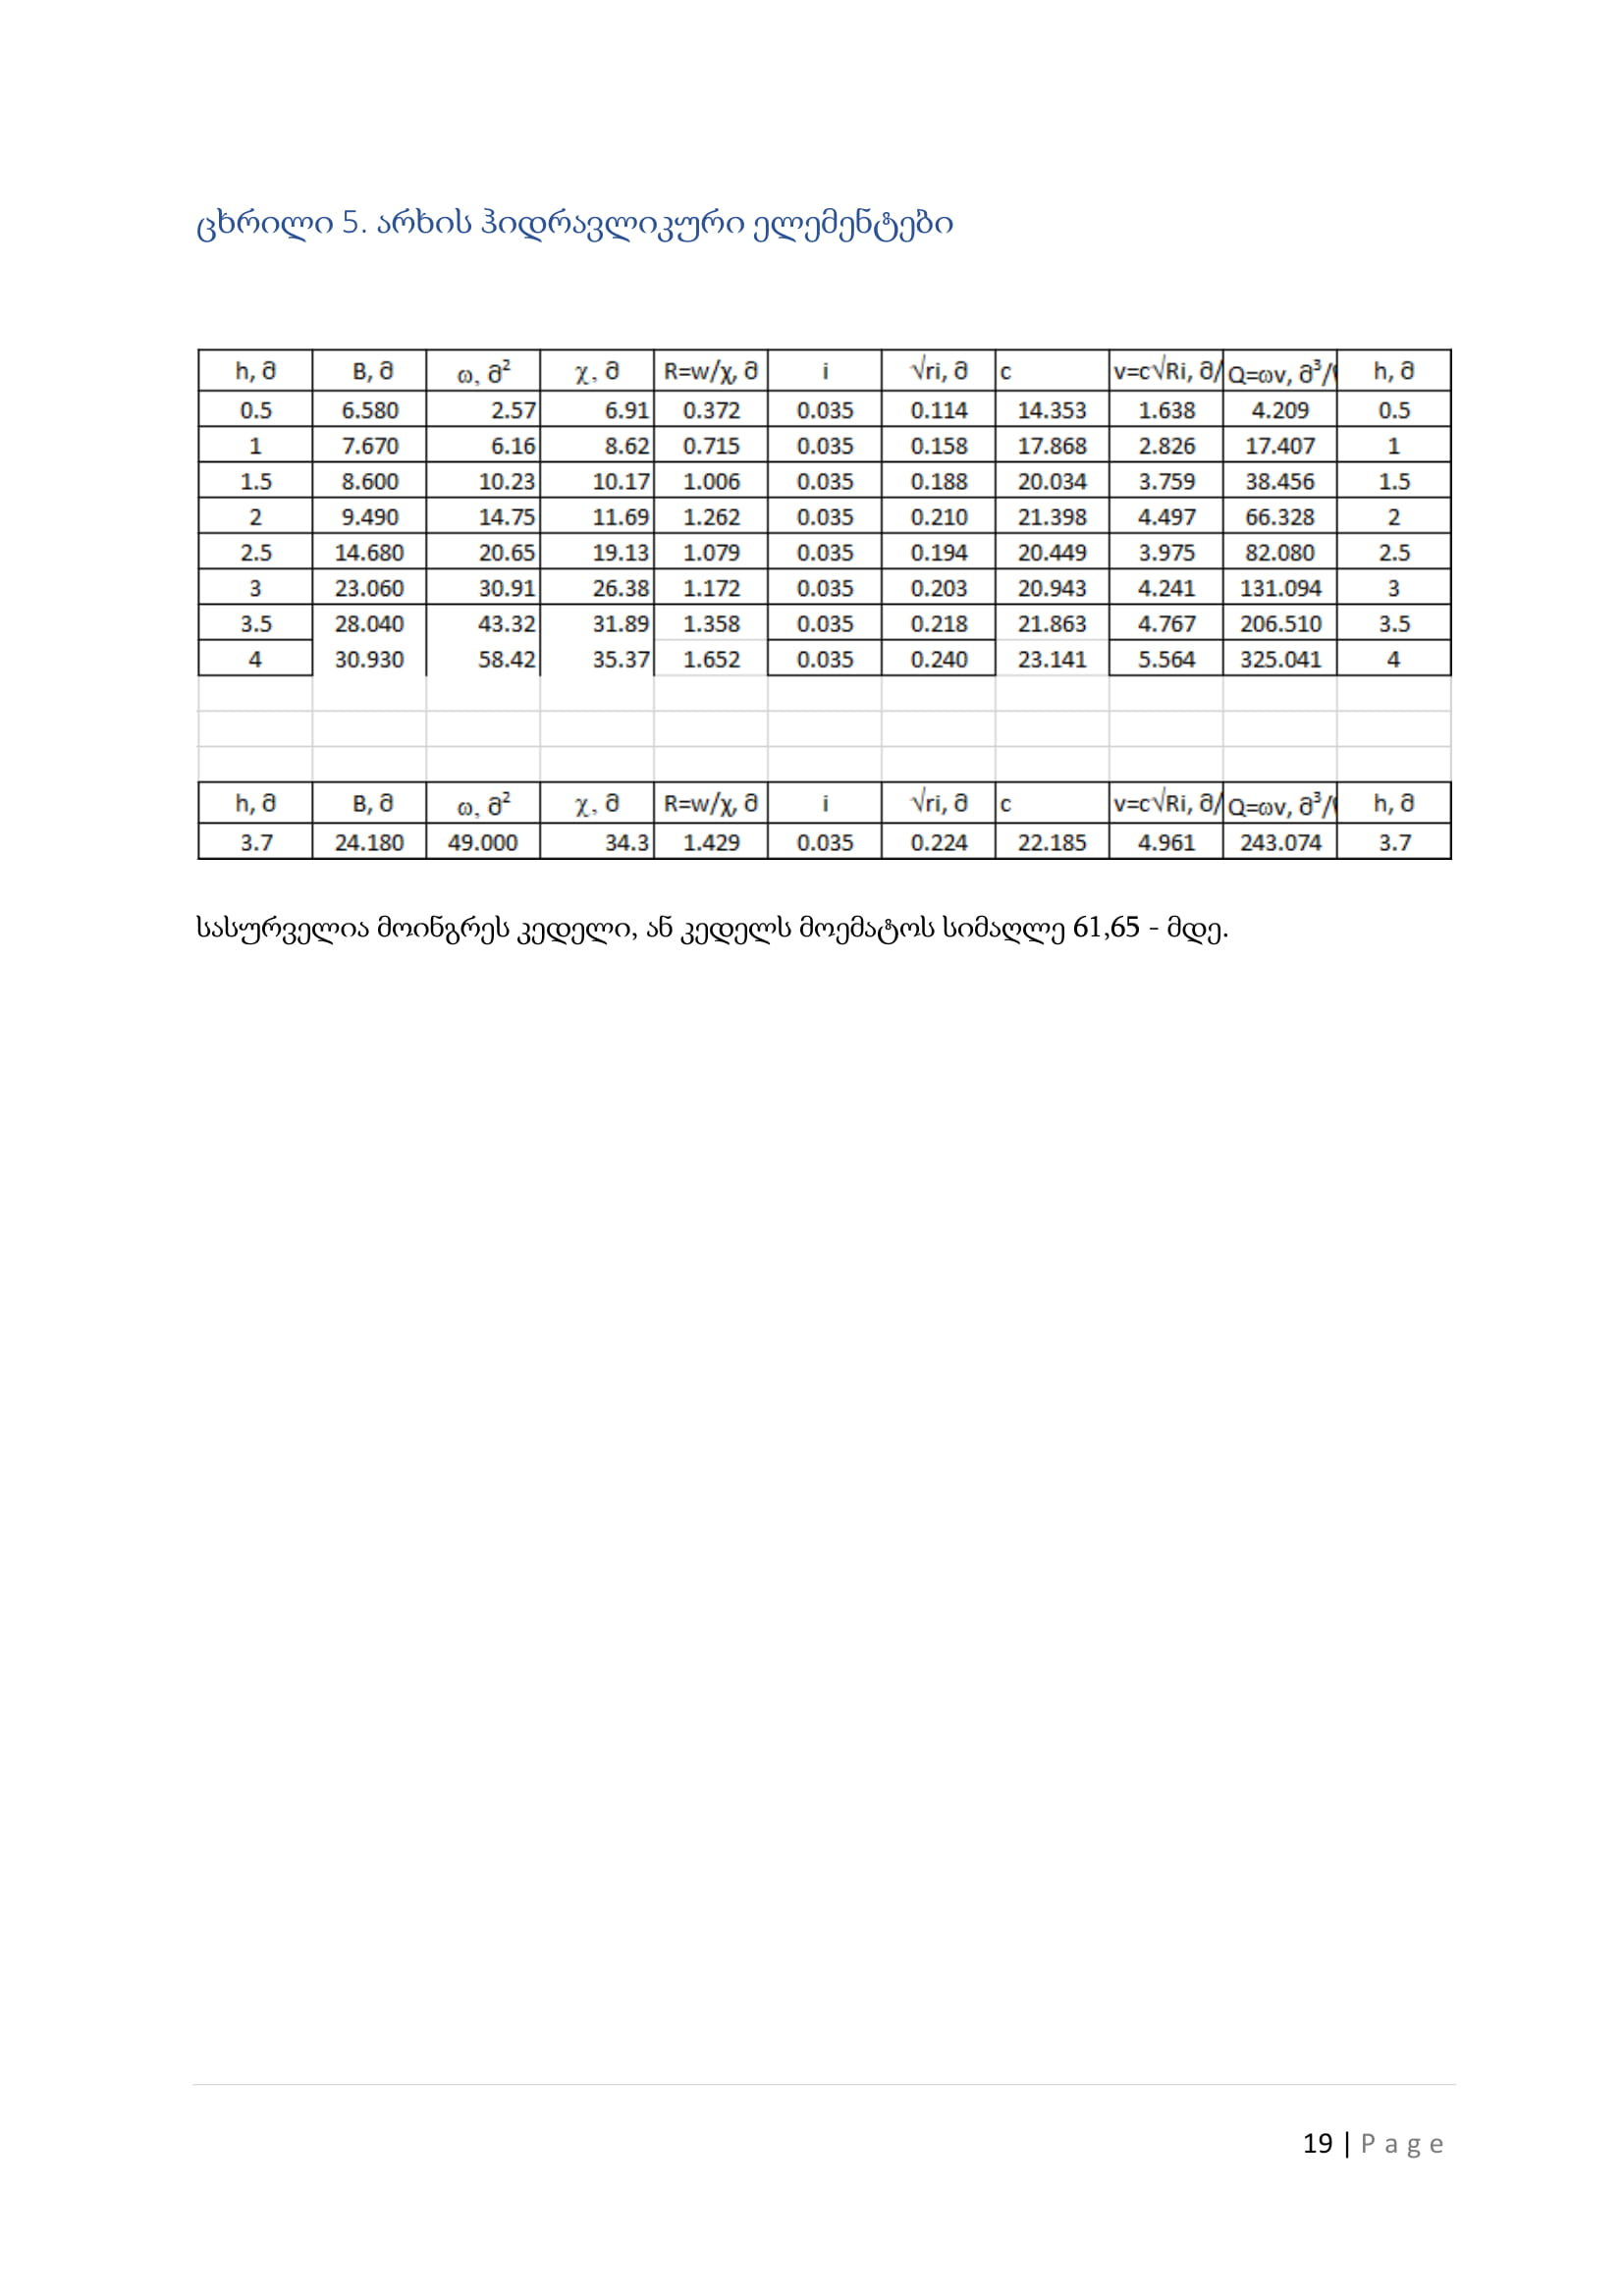 ცხრილი 5. არხის ჰიდრავლიკური ელემენტები
h, მ B, მ ω, მ² χ, მ R=w/χ, მ i √ri, მ c v=c√Ri, მ/ Q=ωv, მ³/ h, მ
0.5 6.580 2.57 6.91 0.372 0.035 0.114 14.353 1.638 4.209 0.5
1 7.670 6.16 8.62 0.715 0.035 0.158 17.868 2.826 17.407 1
1.5 8.600 10.23 10.17 1.006 0.035 0.188 20.034 3.759 38.456 1.5
2 9.490 14.75 11.69 1.262 0.035 0.210 21.398 4.497 66.328 2
2.5 14.680 20.65 19.13 1.079 0.035 0.194 20.449 3.975 82.080 2.5
3 23.060 30.91 26.38 1.172 0.035 0.203 20.943 4.241 131.094 3
3.5 28.040 43.32 31.89 1.358 0.035 0.218 21.863 4.767 206.510 3.5
4 30.930 58.42 35.37 1.652 0.035 0.240 23.141 5.564 325.041 4
h, მ B, მ ω, მ² χ, მ R=w/χ, მ i √ri, მ c v=c√Ri, მ/ Q=ωv, მ³/ h, მ
3.7 24.180 49.000 34.3 1.429 0.035 0.224 22.185 4.961 243.074 3.7
სასურველია მოინგრეს კედელი, ან კედელს მოემატოს სიმაღლე 61,65 - მდე.
19 | Page